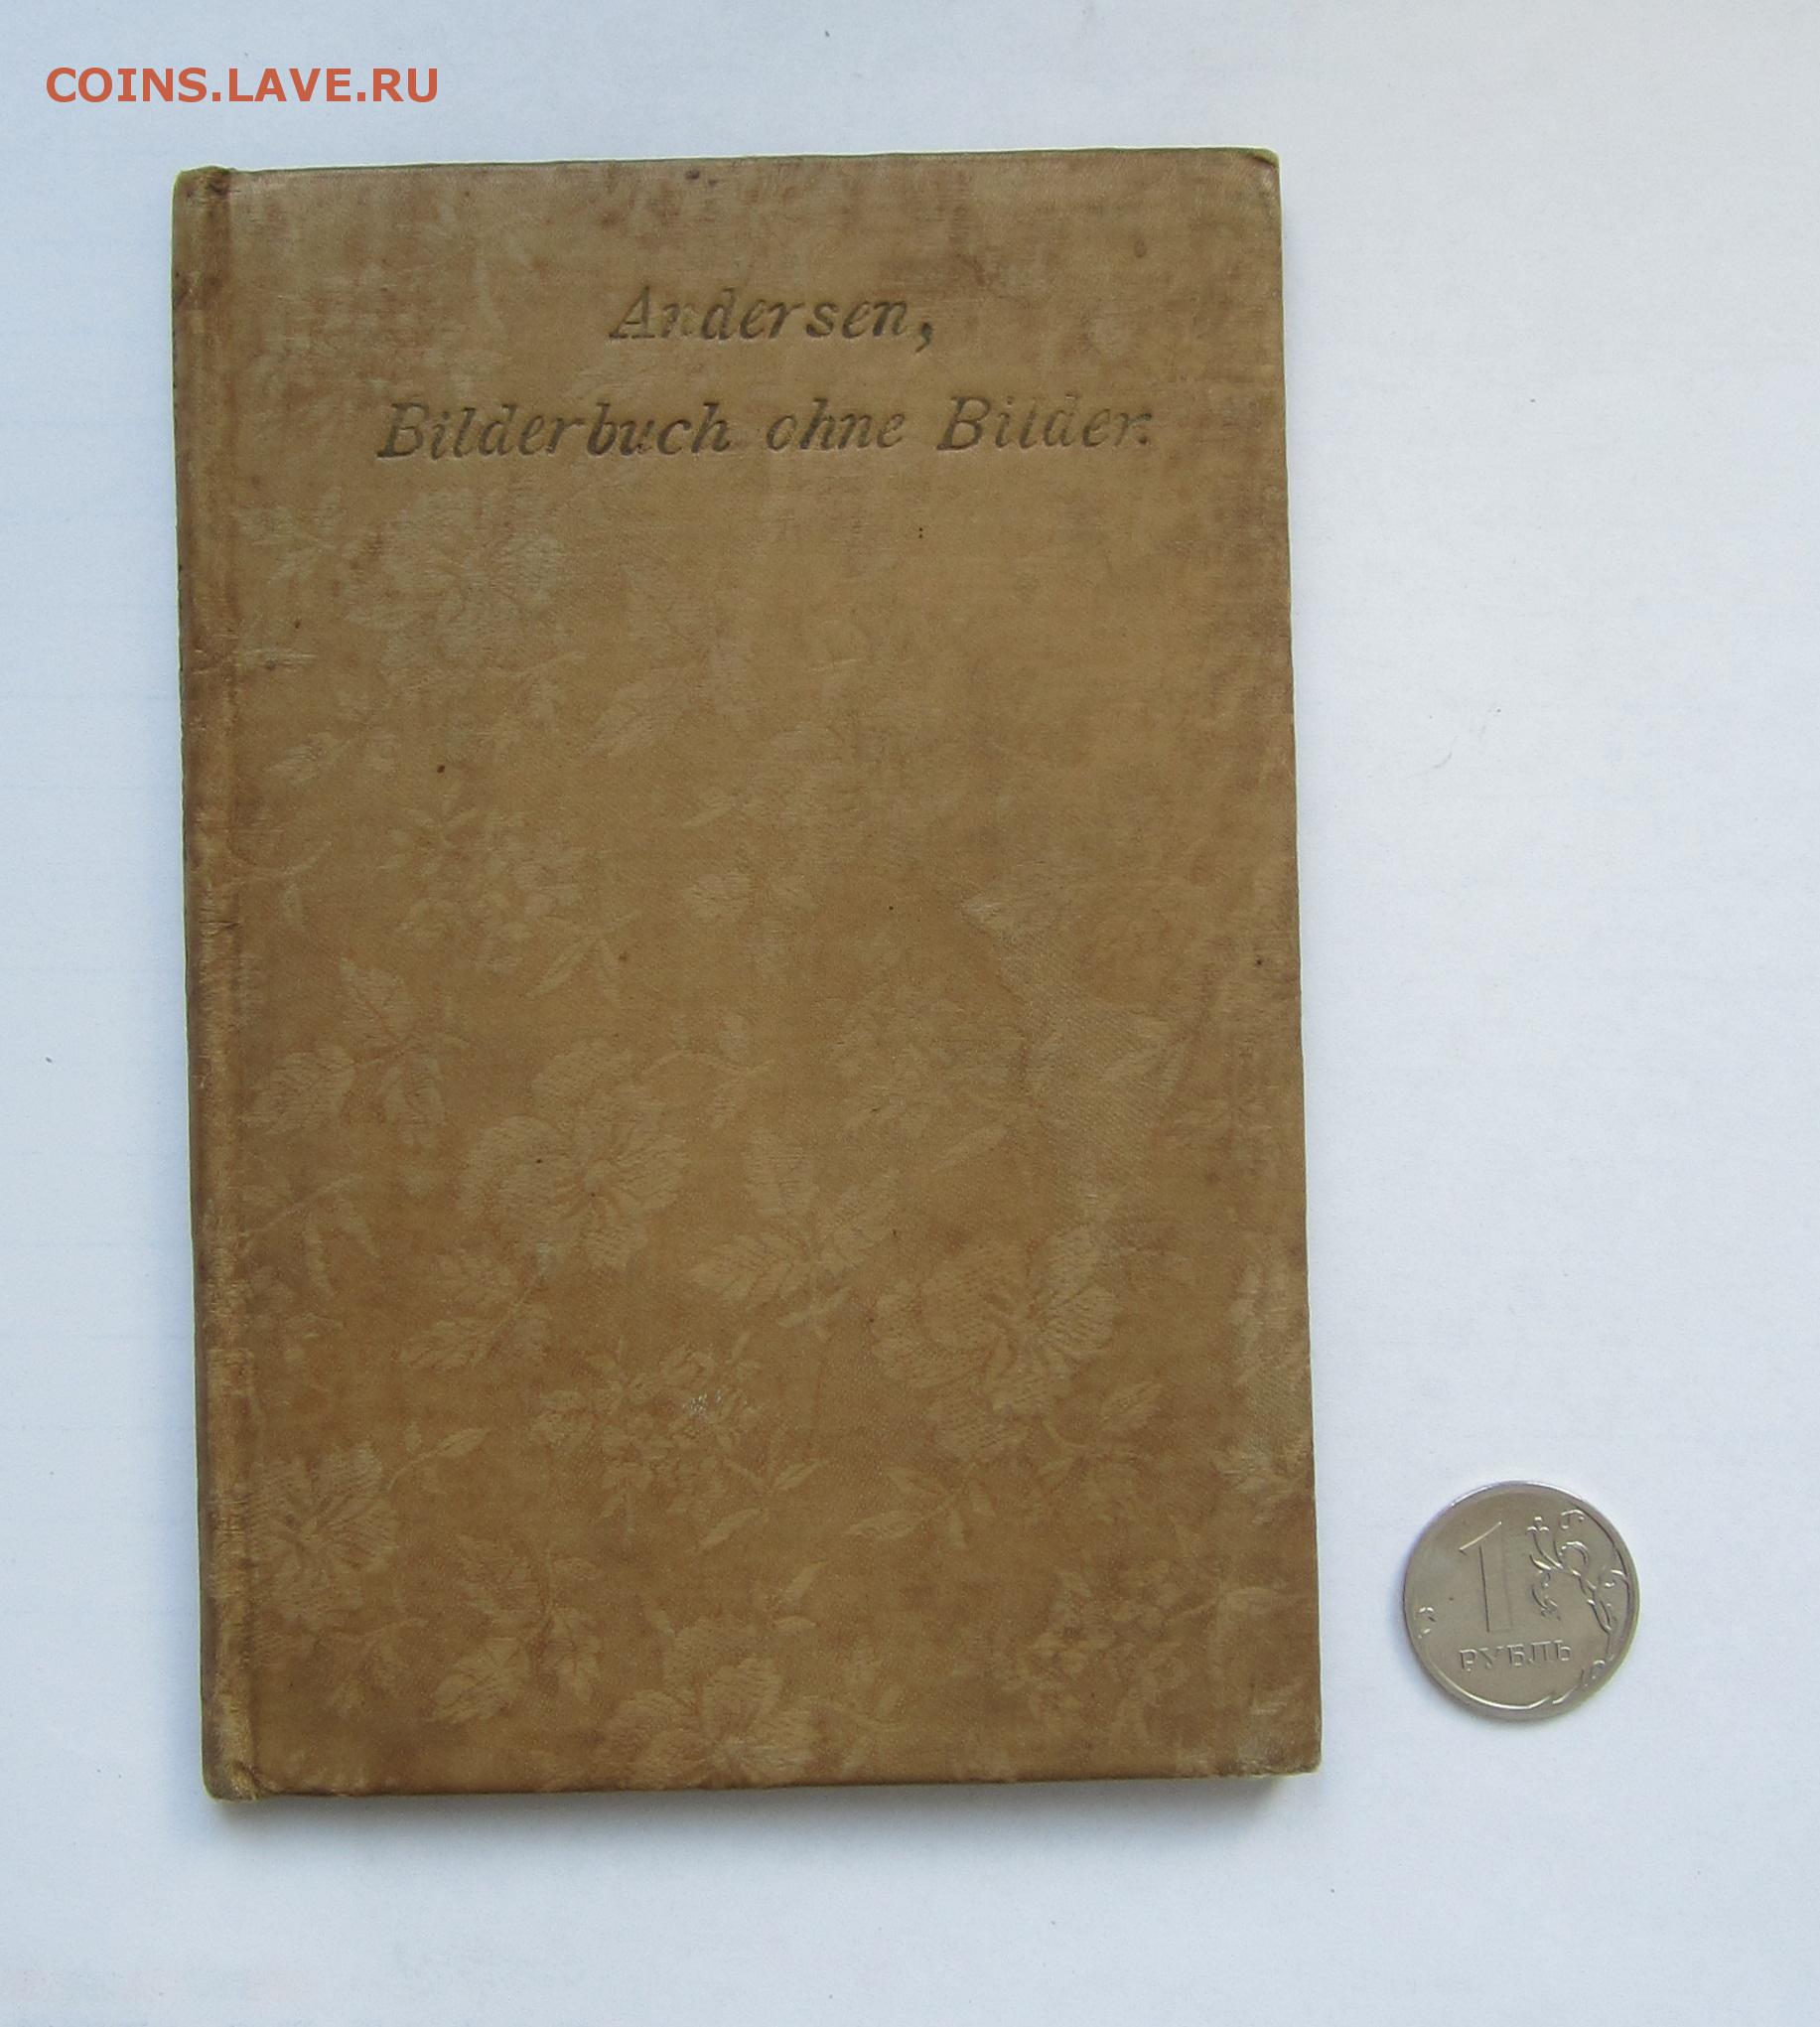 COINS.LAVE.RU
Andersen,
Bilderbuch ohne Bilder.
1
РУБЛЬ